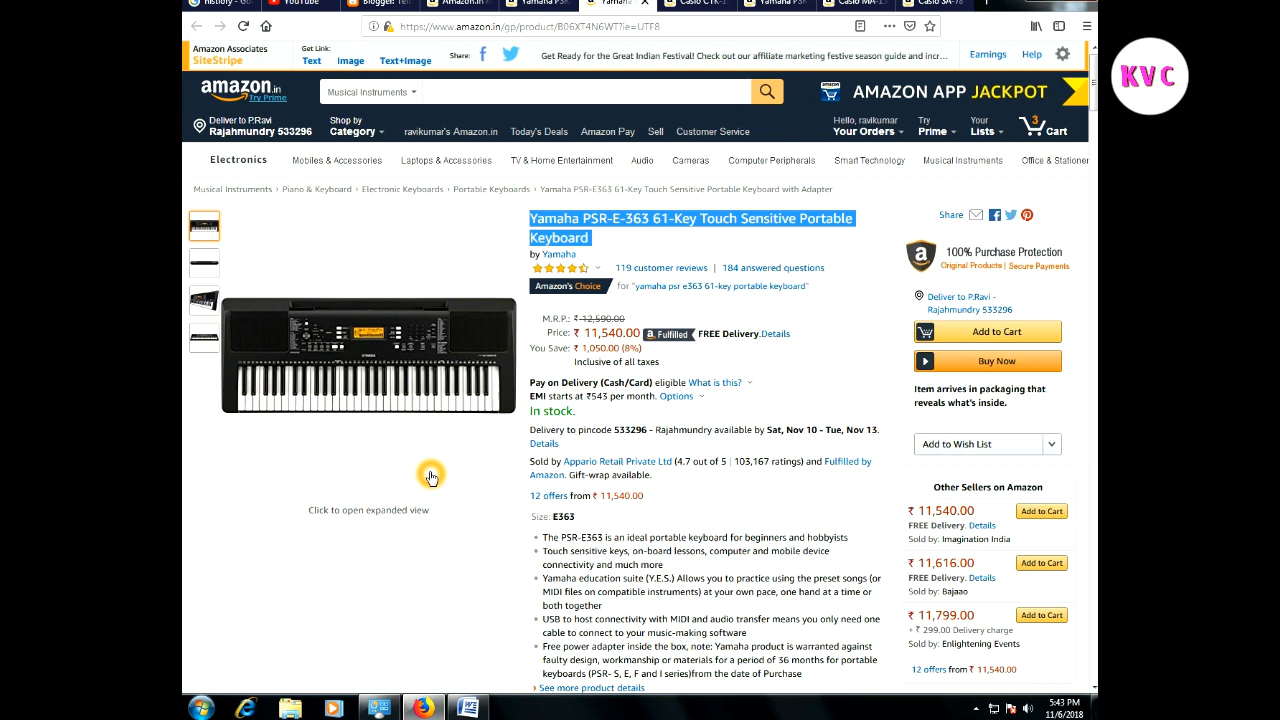 YouTube
https://www.amazon.in/gp/product/B06XT4N6WT?ie=UTF8
Amazon Associates
SiteStripe
Get Link:
Text Image Text+Image
Share:
Get Ready for the Great Indian Festival! Check out our affiliate marketing festive season guide and incr...
Earnings Help
amazon.in
Try Prime
Musical Instruments
AMAZON APP JACKPOT
Deliver to P.Ravi
Rajahmundry 533296
Shop by
Category
ravikumar's Amazon.in Today's Deals Amazon Pay Sell Customer Service
Hello, ravikumar
Your Orders
Try
Prime
Your
Lists
3
Cart
Electronics Mobiles & Accessories Laptops & Accessories TV & Home Entertainment Audio Cameras Computer Peripherals Smart Technology Musical Instruments Office & Stationer
Musical Instruments › Piano & Keyboard › Electronic Keyboards › Portable Keyboards › Yamaha PSR-E363 61-Key Touch Sensitive Portable Keyboard with Adapter
Yamaha PSR-E-363 61-Key Touch Sensitive Portable
Keyboard
by Yamaha
119 customer reviews | 184 answered questions
Amazon's Choice for "yamaha psr e363 61-key portable keyboard"
M.R.P.: ₹ 12,590.00
Price: ₹ 11,540.00 a Fulfilled FREE Delivery.Details
You Save: ₹ 1,050.00 (8%)
Inclusive of all taxes
Pay on Delivery (Cash/Card) eligible What is this?
EMI starts at ₹543 per month. Options
In stock.
Delivery to pincode 533296 - Rajahmundry available by Sat, Nov 10 - Tue, Nov 13.
Details
Sold by Appario Retail Private Ltd (4.7 out of 5 | 103,167 ratings) and Fulfilled by
Amazon. Gift-wrap available.
12 offers from ₹ 11,540.00
Size: E363
• The PSR-E363 is an ideal portable keyboard for beginners and hobbyists
• Touch sensitive keys, on-board lessons, computer and mobile device
connectivity and much more
• Yamaha education suite (Y.E.S.) Allows you to practice using the preset songs (or
MIDI files on compatible instruments) at your own pace, one hand at a time or
both together
• USB to host connectivity with MIDI and audio transfer means you only need one
cable to connect to your music-making software
• Free power adapter inside the box, note: Yamaha product is warranted against
faulty design, workmanship or materials for a period of 36 months for portable
keyboards (PSR- S, E, F and I series)from the date of Purchase
› See more product details
Click to open expanded view
Share
100% Purchase Protection
Original Products | Secure Payments
Deliver to P.Ravi -
Rajahmundry 533296
Add to Cart
Buy Now
Item arrives in packaging that
reveals what's inside.
Add to Wish List
Other Sellers on Amazon
₹ 11,540.00 Add to Cart
FREE Delivery. Details
Sold by: Imagination India
₹ 11,616.00 Add to Cart
FREE Delivery. Details
Sold by: Bajaao
₹ 11,799.00 Add to Cart
+ ₹ 299.00 Delivery charge
Sold by: Enlightening Events
12 offers from ₹ 11,540.00
5:43 PM
11/6/2018
KVC